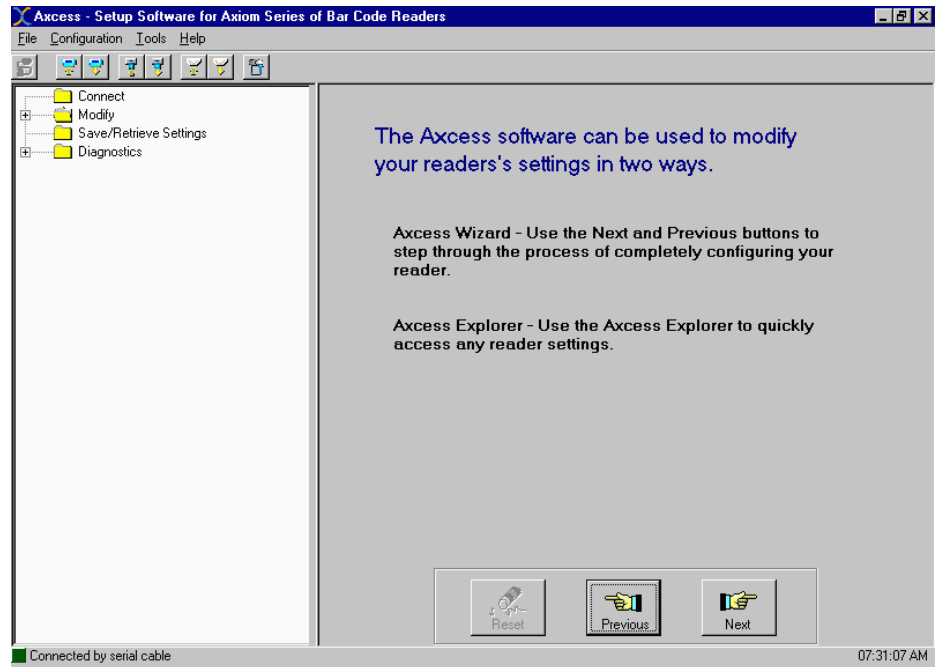 Axcess - Setup Software for Axiom Series of Bar Code Readers
File Configuration Tools Help
Connect
Modify
Save/Retrieve Settings
Diagnostics
The Axcess software can be used to modify
your readers's settings in two ways.
Axcess Wizard - Use the Next and Previous buttons to
step through the process of completely configuring your
reader.
Axcess Explorer - Use the Axcess Explorer to quickly
access any reader settings.
Reset
Previous
Next
Connected by serial cable
07:31:07 AM